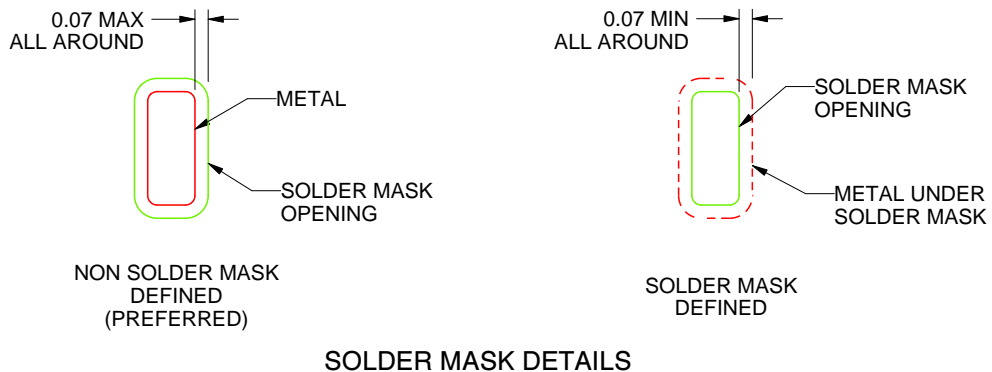 0.07 MAX
ALL AROUND
METAL
SOLDER MASK
OPENING
NON SOLDER MASK
DEFINED
(PREFERRED)
0.07 MIN
ALL AROUND
SOLDER MASK
OPENING
METAL UNDER
SOLDER MASK
SOLDER MASK
DEFINED
SOLDER MASK DETAILS